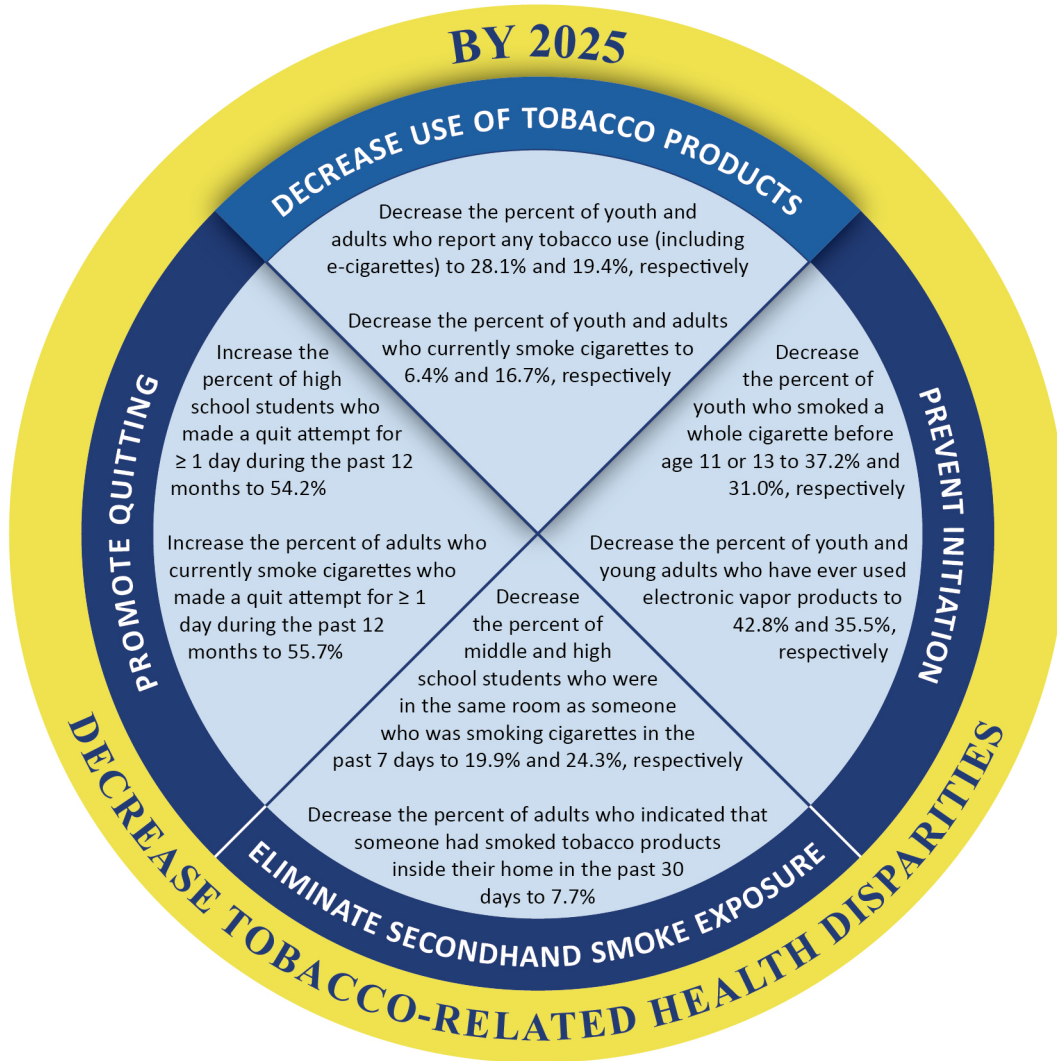 BY 2025
DECREASE USE OF TOBACCO PRODUCTS
Decrease the percent of youth and
adults who report any tobacco use (including
e-cigarettes) to 28.1% and 19.4%, respectively
Decrease the percent of youth and adults
who currently smoke cigarettes to
6.4% and 16.7%, respectively
PREVENT INITIATION
Decrease
the percent of
youth who smoked a
whole cigarette before
age 11 or 13 to 37.2% and
31.0%, respectively
Decrease the percent of youth and
young adults who have ever used
electronic vapor products to
42.8% and 35.5%,
respectively
ELIMINATE SECONDHAND SMOKE EXPOSURE
Decrease
the percent of
middle and high
school students who were
in the same room as someone
who was smoking cigarettes in the
past 7 days to 19.9% and 24.3%, respectively
Decrease the percent of adults who indicated that
someone had smoked tobacco products
inside their home in the past 30
days to 7.7%
PROMOTE QUITTING
Increase the
percent of high
school students who
made a quit attempt for
≥ 1 day during the past 12
months to 54.2%
Increase the percent of adults who
currently smoke cigarettes who
made a quit attempt for ≥ 1
day during the past 12
months to 55.7%
DECREASE TOBACCO-RELATED HEALTH DISPARITIES